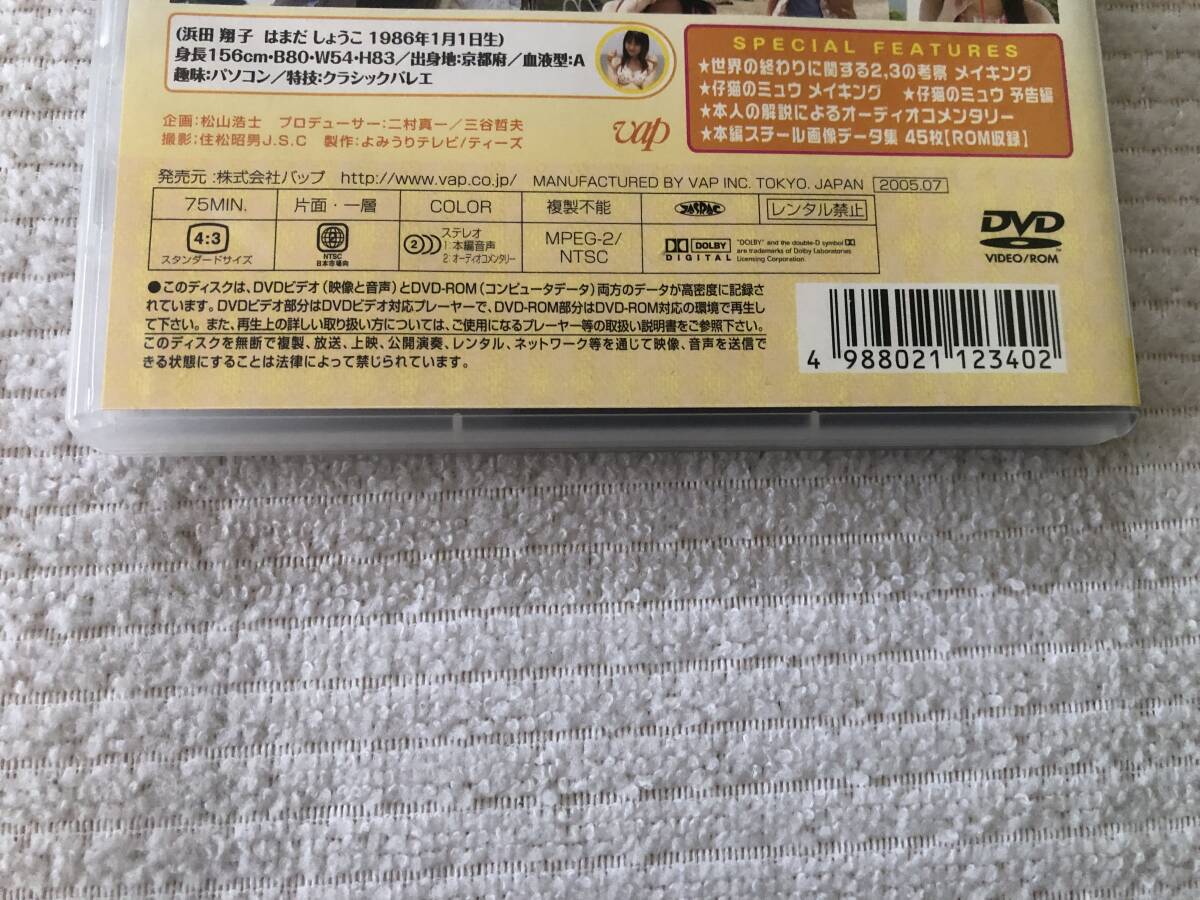 (浜田 翔子 はまだ しょうこ 1986年1月1日生)
身長156cm・B80・W54・H83/出身地:京都府/血液型:A
趣味:パソコン/特技:クラシックバレエ
企画:松山浩士 プロデューサー:二村真一/三谷哲夫
撮影:住松昭男J.S.C 製作:よみうりテレビ/ティーズ
vap
SPECIAL FEATURES
★世界の終わりに関する2,3の考察 メイキング
★仔猫のミュウ メイキング ★仔猫のミュウ 予告編
★本人の解説によるオーディオコメンタリー
★本編スチール画像データ集 45枚【ROM収録】
発売元:株式会社バップ http://www.vap.co.jp/ MANUFACTURED BY VAP INC. TOKYO. JAPAN 2005.07
75MIN. 片面・一層 COLOR 複製不能 JASRAC レンタル禁止
4:3
スタンダードサイズ
2
NTSC
日本市場向
2
ステレオ
1:本編音声
2:オーディオコメンタリー
MPEG-2/
NTSC
DOLBY
DIGITAL
"DOLBY" and the double-D symbol
are trademarks of Dolby Laboratories
Licensing Corporation.
DVD
VIDEO/ROM
●このディスクは、DVDビデオ(映像と音声)とDVD-ROM(コンピュータデータ)両方のデータが高密度に記録さ
れています。DVDビデオ部分はDVDビデオ対応プレーヤーで、DVD-ROM部分はDVD-ROM対応の環境で再生し
て下さい。また、再生上の詳しい取り扱い方については、ご使用になるプレーヤー等の取扱い説明書をご参照下さい。
このディスクを無断で複製、放送、上映、公開演奏、レンタル、ネットワーク等を通じて映像、音声を送信で
きる状態にすることは法律によって禁じられています。
4 988021 123402